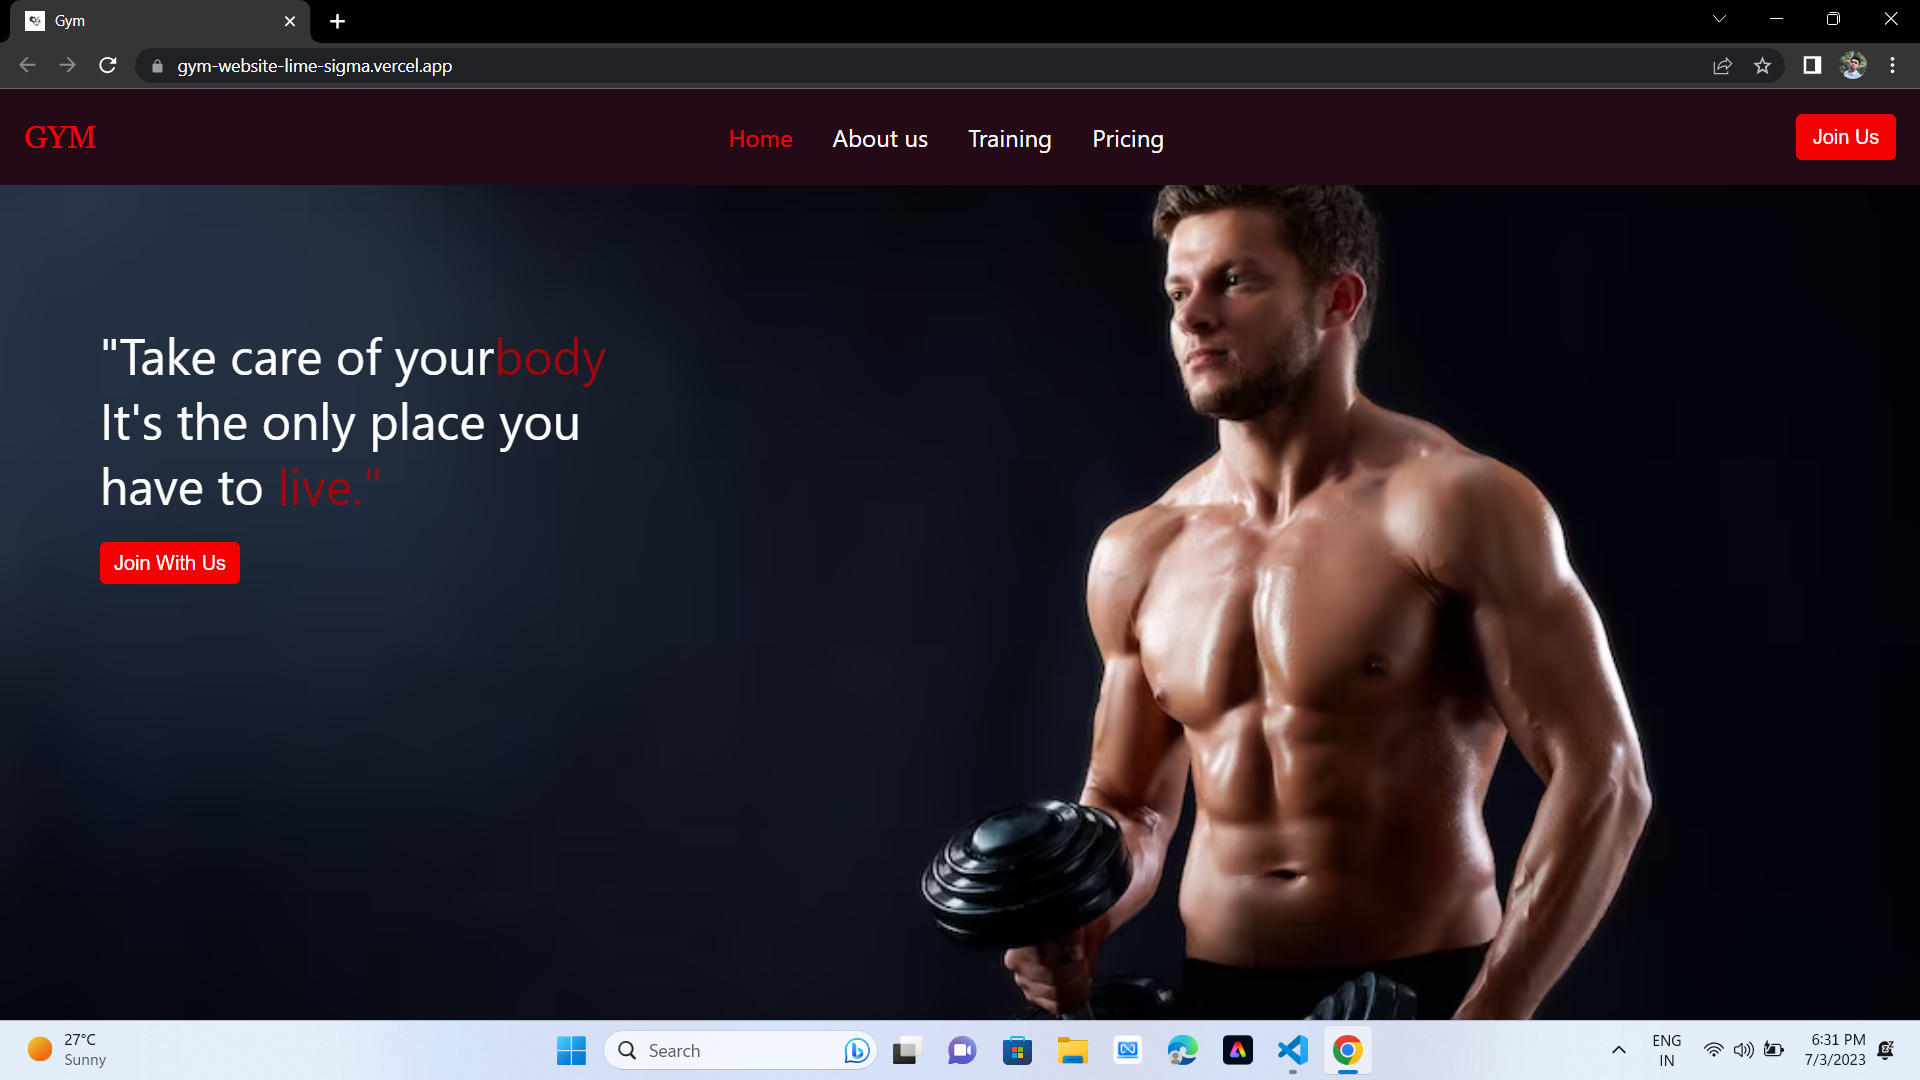 Gym
gym-website-lime-sigma.vercel.app
GYM
Home About us Training Pricing
Join Us
"Take care of yourbody
It's the only place you
have to live."
Join With Us
27°C
Sunny
Search
ENG
IN
6:31 PM
7/3/2023